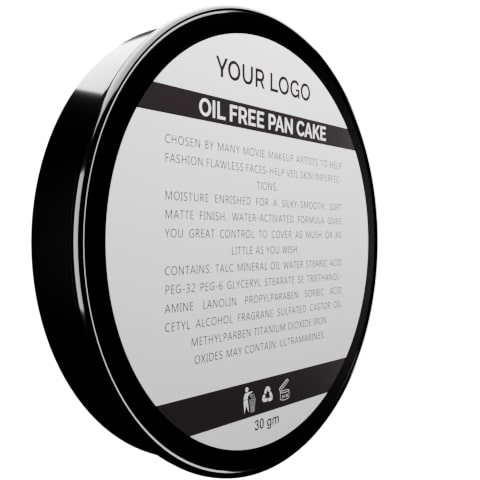 YOUR LOGO
OIL FREE PAN CAKE
CHOSEN BY MANY MOVIE MAKEUP ARTISTS TO HELP
FASHION FLAWLESS FACES-HELP VEIL SKIN IMPERFEC-
TIONS.
MOISTURE ENRISHED FOR A SILKY-SMOOTH, SOFT
MATTE FINISH. WATER-ACTIVATED FORMULA GIVES
YOU GREAT CONTROL TO COVER AS MUSH OR AS
LITTLE AS YOU WISH.
CONTAINS: TALC MINERAL OIL WATER STEARIC ACID
PEG-32 PEG-6 GLYCERYL STEARATE SE TRISTHANOL-
AMINE LANOLIN PROPYLPARABEN SORBIC ACID
CETYL ALCOHOL FRAGRANE SULFATED CASTOR OIL
METHYLPARBEN TITANIUM DIOXIDE IRON
OXIDES MAY CONTAIN: ULTRAMARINES
30 gm